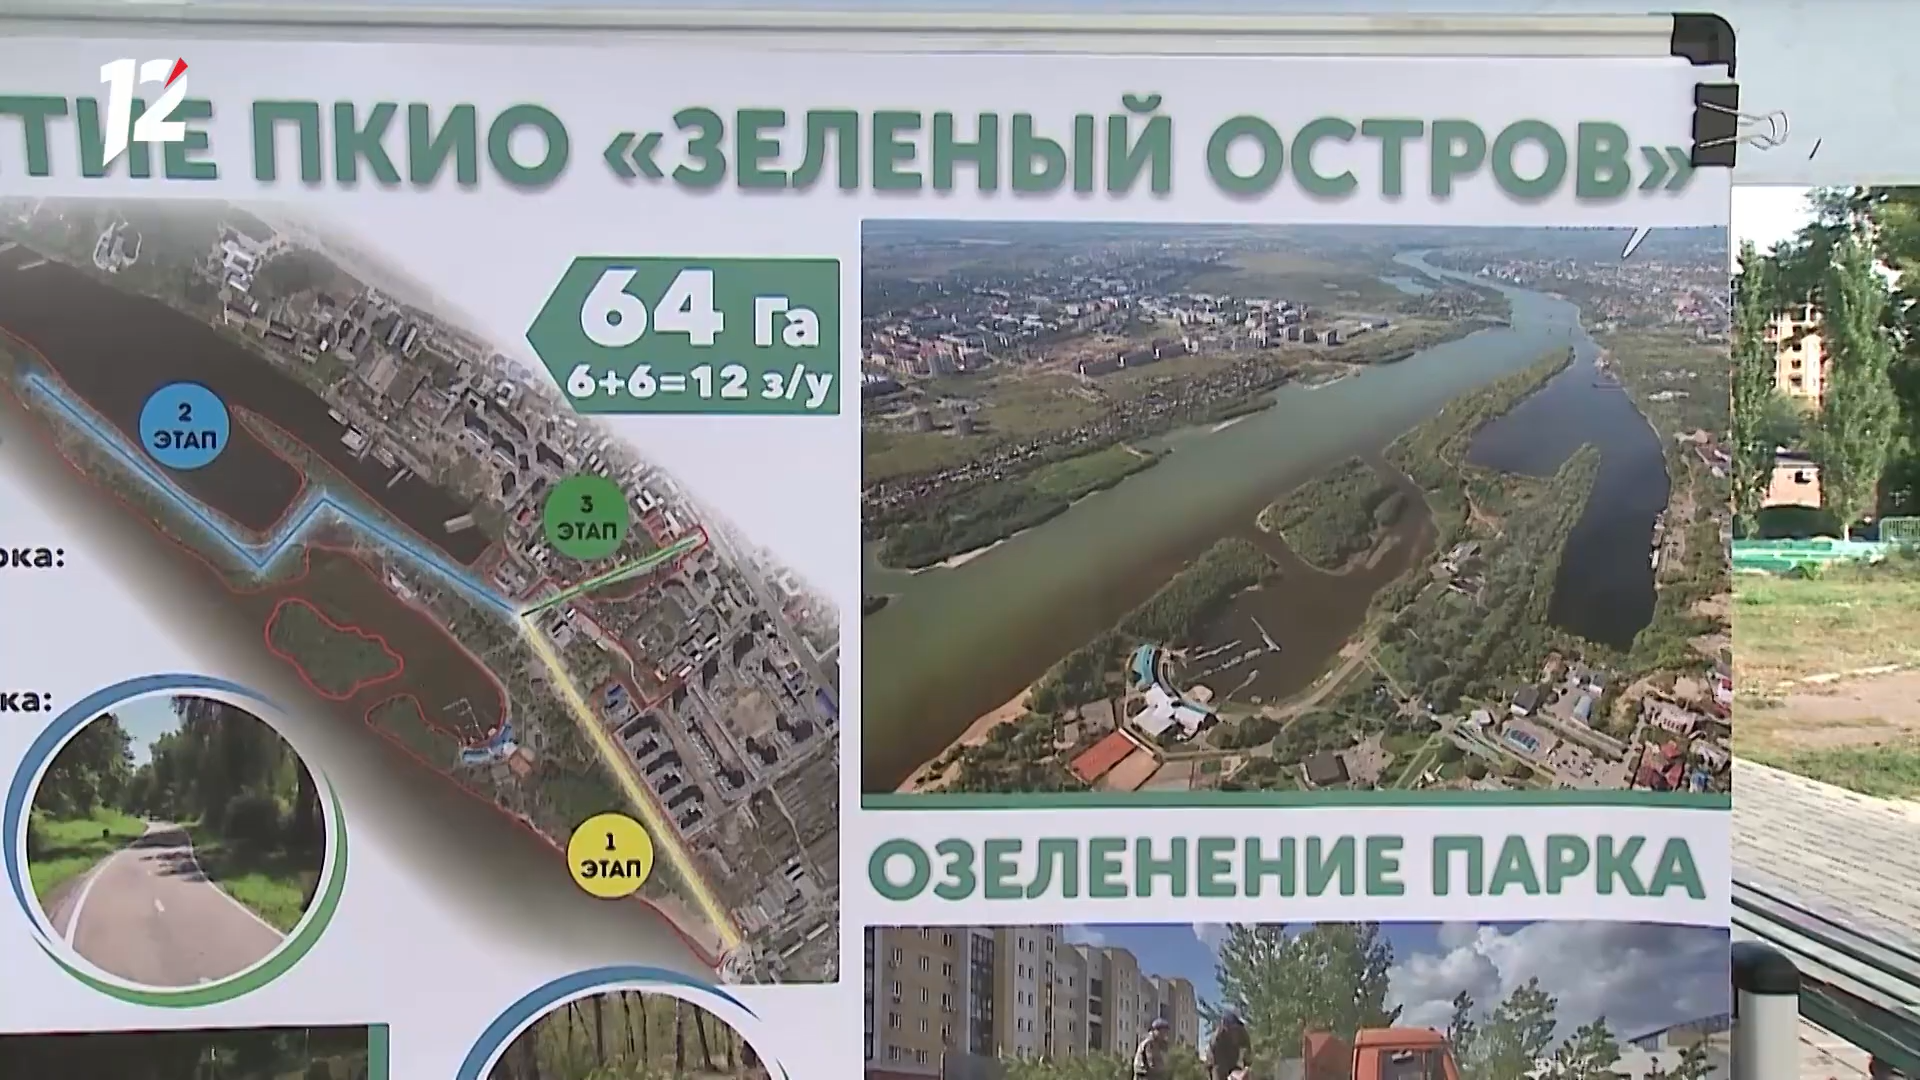 12
ТИЕ ПКИО «ЗЕЛЕНЫЙ ОСТРОВ»
64 Га
6+6=12 з/у
2
ЭТАП
3
ЭТАП
рка:
ка:
1
ЭТАП
ОЗЕЛЕНЕНИЕ ПАРКА